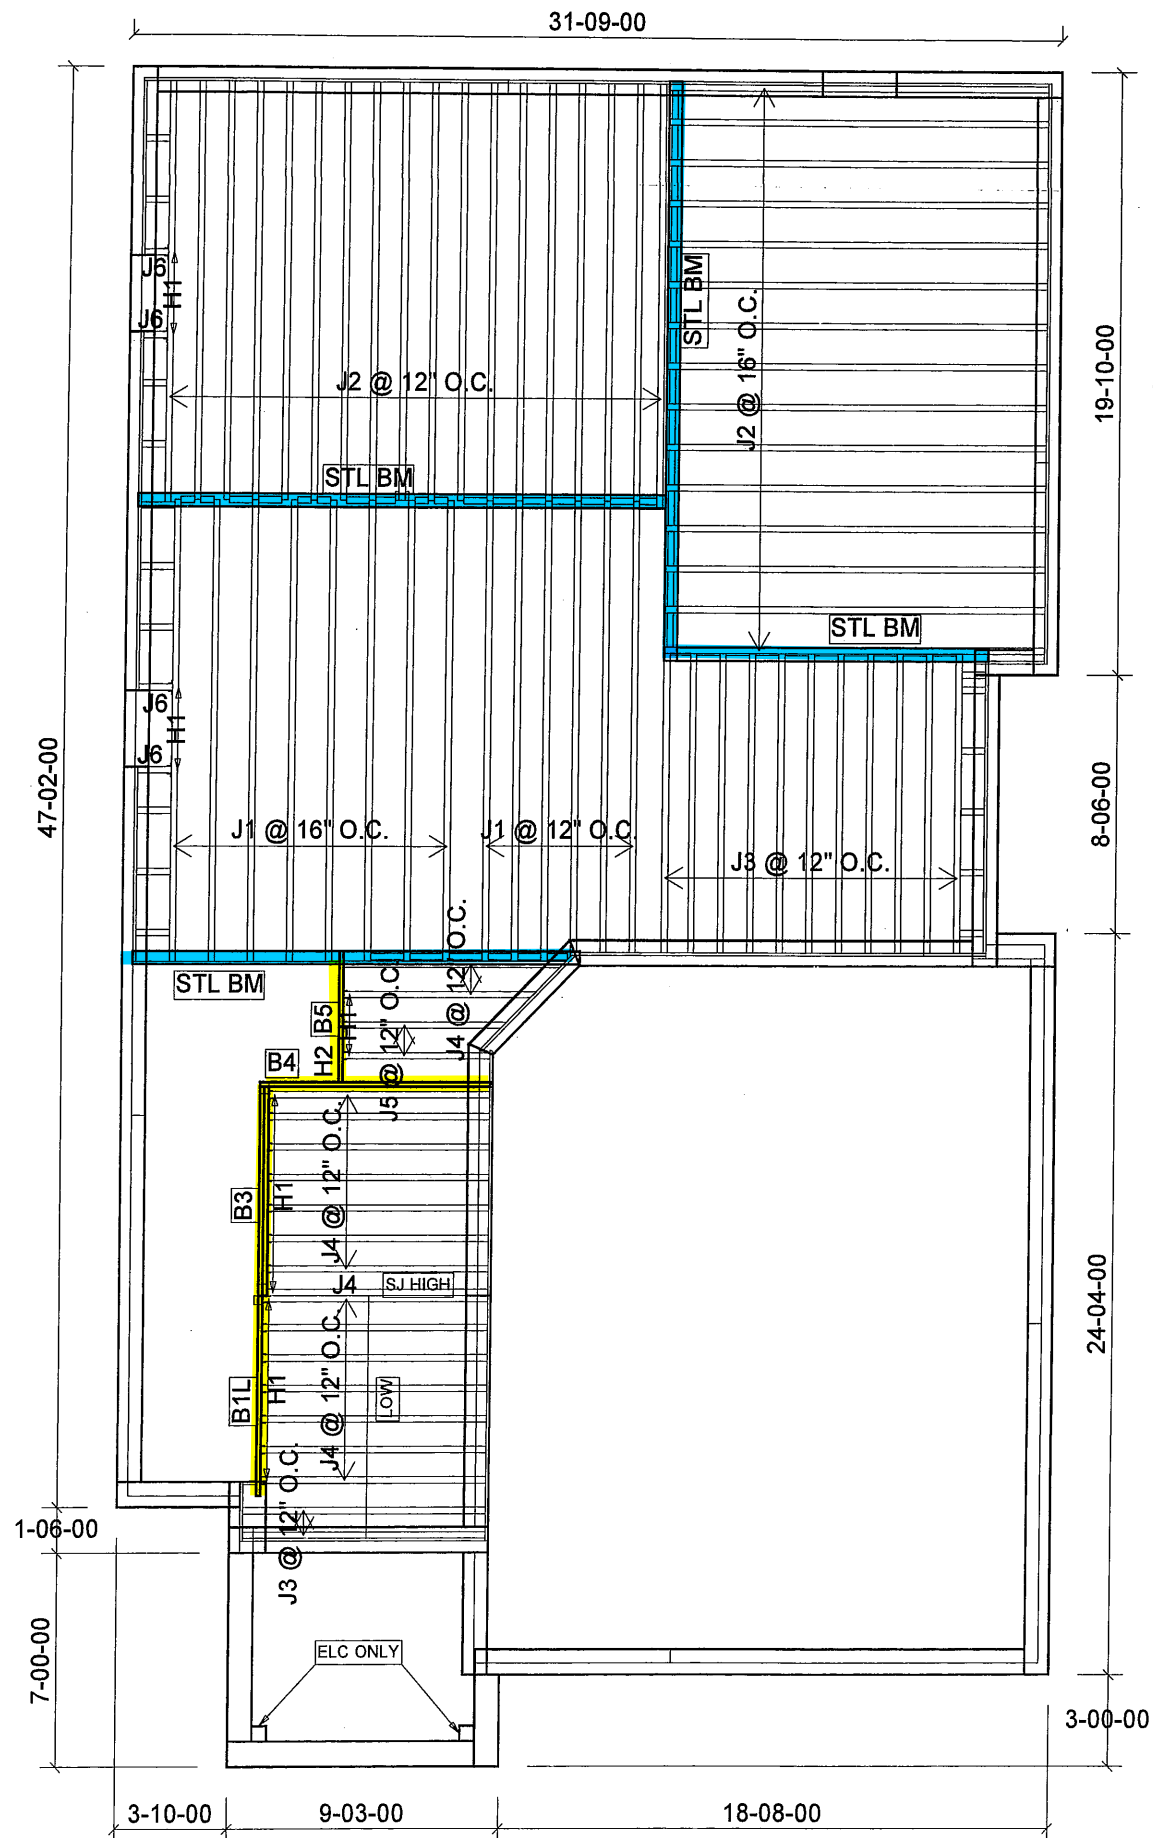 31-09-00
J6
H1
J6
STL BM
J2 @ 16" O.C.
19-10-00
J2 @ 12" O.C.
STL BM
STL BM
J6
H1
J6
47-02-00
8-06-00
J1 @ 16" O.C.
J1 @ 12" O.C.
J3 @ 12" O.C.
STL BM
J4 @ 12" O.C.
B5
H1
J5 @ 12" O.C.
H2
B4
B3
H1
J4 @ 12" O.C.
J4
SJ HIGH
24-04-00
B1L
H1
J4 @ 12" O.C.
LOW
J3 @ 12" O.C.
1-06-00
7-00-00
ELC ONLY
3-00-00
3-10-00
9-03-00
18-08-00